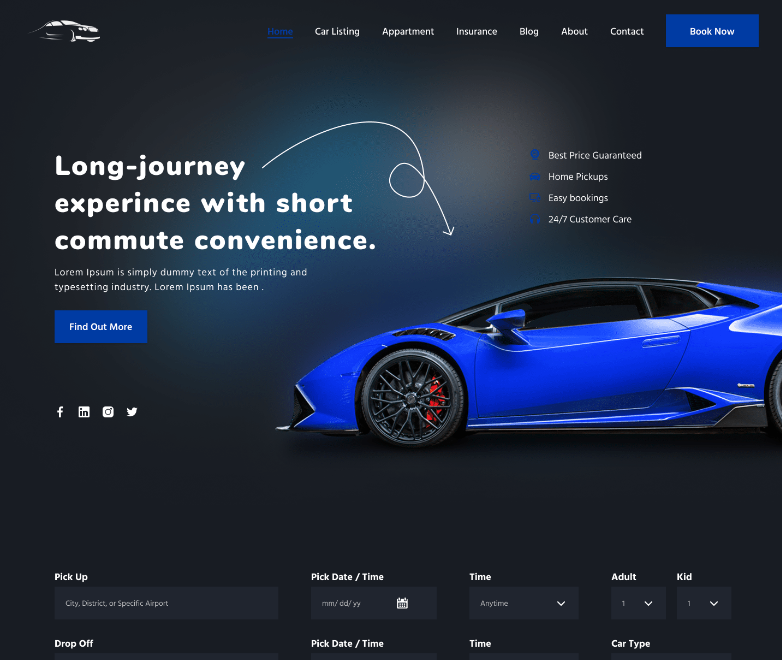 Home Car Listing Appartment Insurance Blog About Contact Book Now
Long-journey
experince with short
commute convenience.
Lorem Ipsum is simply dummy text of the printing and
typesetting industry. Lorem Ipsum has been .
Find Out More
Best Price Guaranteed
Home Pickups
Easy bookings
24/7 Customer Care
Pick Up Pick Date / Time Time Adult Kid
City, District, or Specific Airport mm/ dd/ yy Anytime 1 1
Drop Off Pick Date / Time Time Car Type